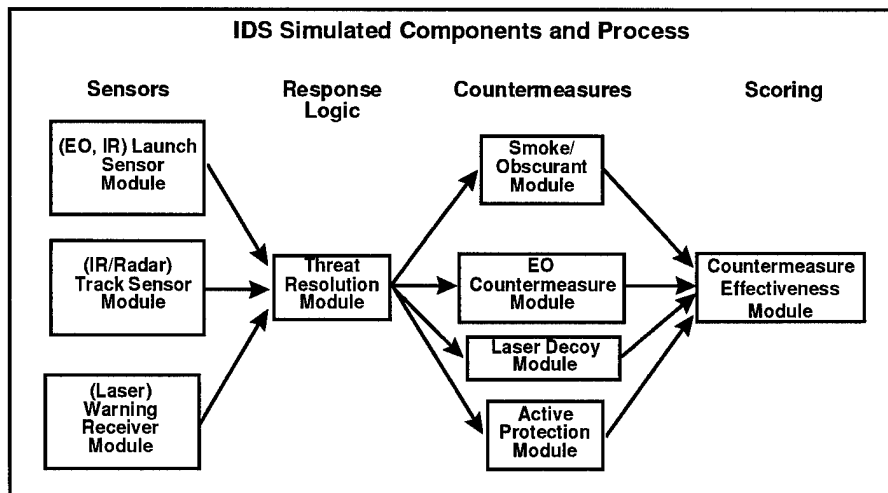 IDS Simulated Components and Process
Sensors
(EO, IR) Launch
Sensor
Module
(IR/Radar)
Track Sensor
Module
(Laser)
Warning
Receiver
Module
Response
Logic
Threat
Resolution
Module
Countermeasures
Smoke/
Obscurant
Module
EO
Countermeasure
Module
Laser Decoy
Module
Active
Protection
Module
Scoring
Countermeasure
Effectiveness
Module